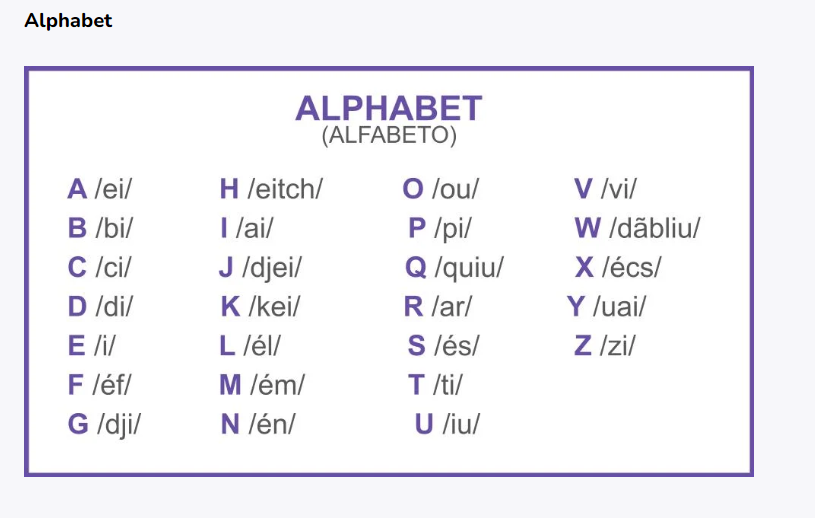 Alphabet
ALPHABET
(ALFABETO)
A /ei/
B /bi/
C /ci/
D /di/
E /i/
F /éf/
G /dji/
H /eitch/
I /ai/
J /djei/
K /kei/
L /él/
M /ém/
N /én/
O /ou/
P /pi/
Q /quiu/
R /ar/
S /és/
T /ti/
U /iu/
V /vi/
W /dãbliu/
X /écs/
Y /uai/
Z /zi/